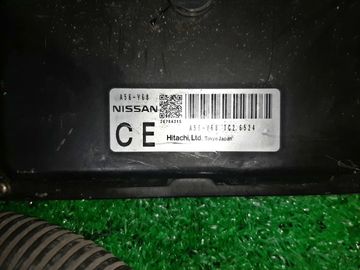 A56-V68
NISSAN
CE
A56-V68 TC2 6524
Hitachi, Ltd. Tokyo Japan